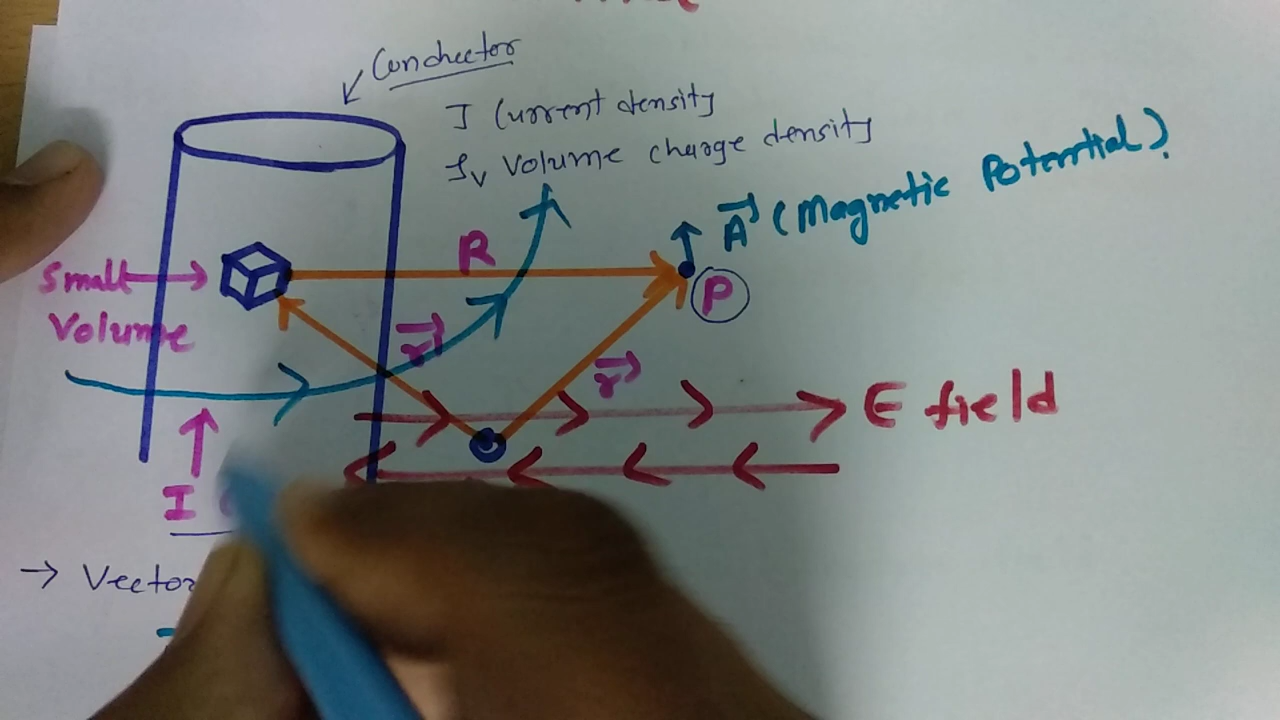 Conductor
J Current density
ρv Volume charge density
A⃗ (Magnetic Potential)
Small
Volume
R
P
r⃗
r⃗
E field
I
→ Vector